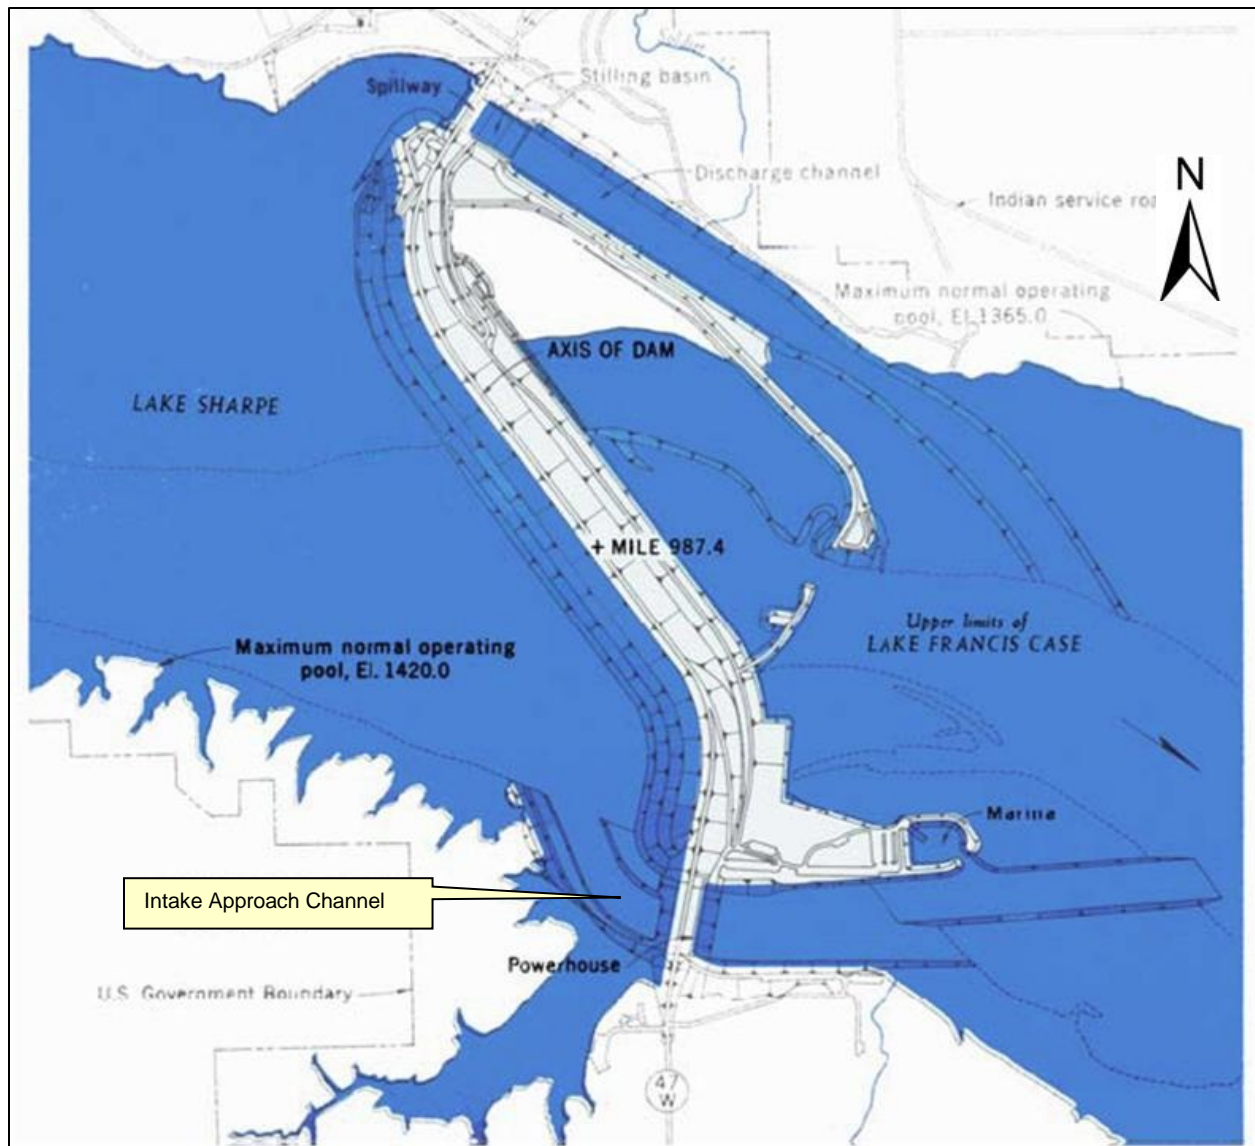 Spillway
Stilling basin
Discharge channel
N
Indian service roa
Maximum normal operating
pool, El.1365.0
AXIS OF DAM
LAKE SHARPE
+ MILE 987.4
Upper limits of
LAKE FRANCIS CASE
Maximum normal operating
pool, El. 1420.0
Marina
Intake Approach Channel
Powerhouse
U.S. Government Boundary
47
W